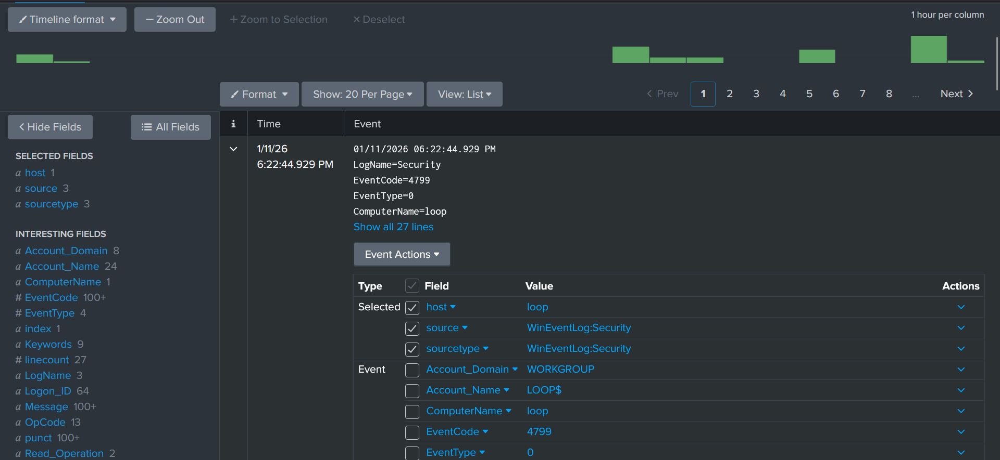 Timeline format — Zoom Out + Zoom to Selection × Deselect 1 hour per column
Format Show: 20 Per Page View: List < Prev 1 2 3 4 5 6 7 8 ... Next >
< Hide Fields All Fields
SELECTED FIELDS
a host 1
a source 3
a sourcetype 3
INTERESTING FIELDS
a Account_Domain 8
a Account_Name 24
a ComputerName 1
# EventCode 100+
# EventType 4
a index 1
a Keywords 9
# linecount 27
a LogName 3
a Logon_ID 64
a Message 100+
a OpCode 13
a punct 100+
a Read_Operation 2
i Time Event
1/11/26
6:22:44.929 PM
01/11/2026 06:22:44.929 PM
LogName=Security
EventCode=4799
EventType=0
ComputerName=loop
Show all 27 lines
Event Actions
Type Field Value Actions
Selected host loop
source WinEventLog:Security
sourcetype WinEventLog:Security
Event Account_Domain WORKGROUP
Account_Name LOOP$
ComputerName loop
EventCode 4799
EventType 0